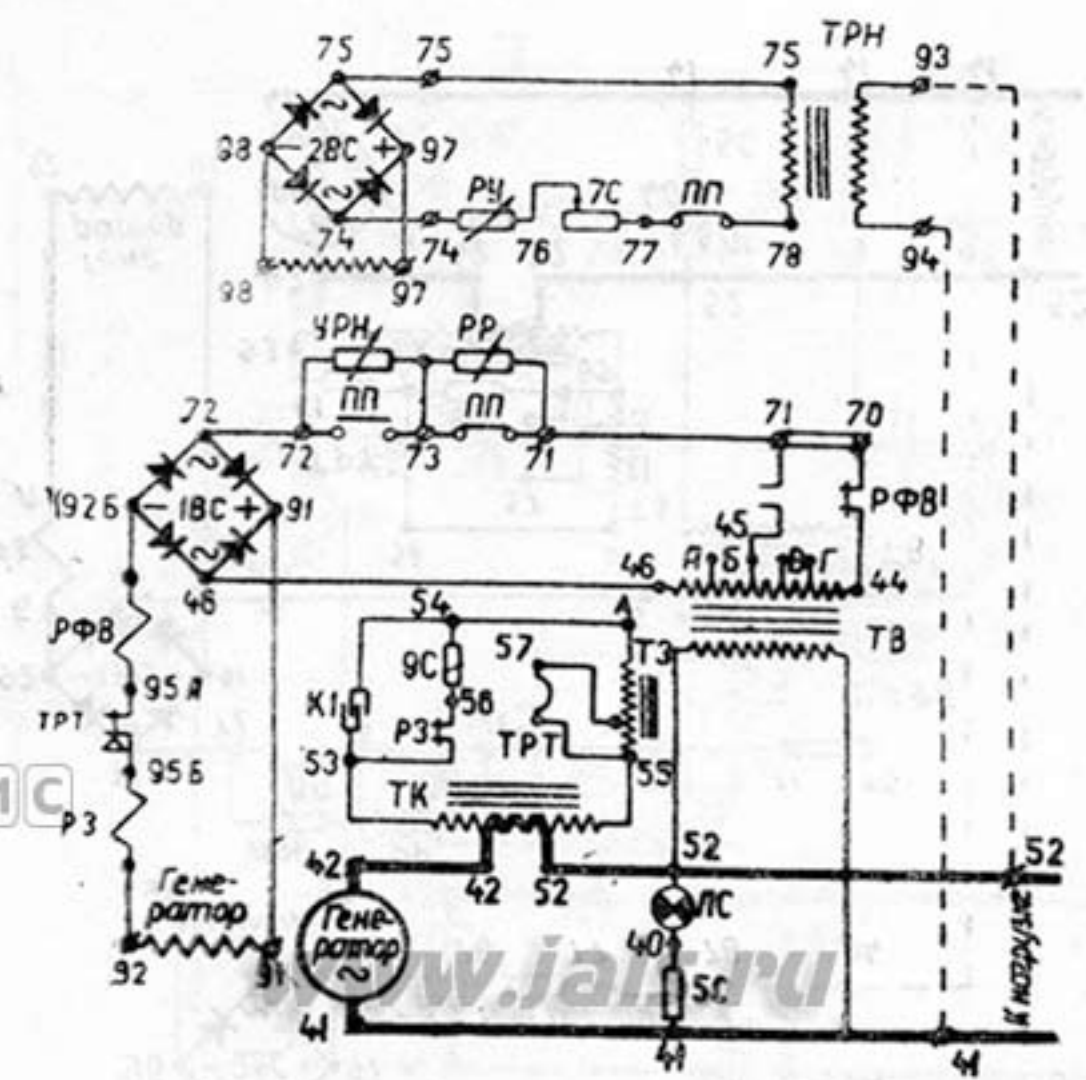 ТРН
75 75 75 93
98 – 2ВС + 97
~
~
РУ 7С ПП
74 74 76 77 78 94
98 97
УРН РР
ПП ПП
72 72 73 71 71 70
92Б – 1ВС + 91
~
~
РФВ
45
А Б В Г
46 46 44
54 А
РФВ 57 ТЗ ТВ
9С
95А К1 56
ТРТ РЗ ТРТ
53 55
95Б ТК
РЗ
42 42 52 52 52
Гене-
ратор
Гене-
ратор
~
ЛС
40
5С
92 91
www.jais.ru
К нагрузке
41 41 41
ИС